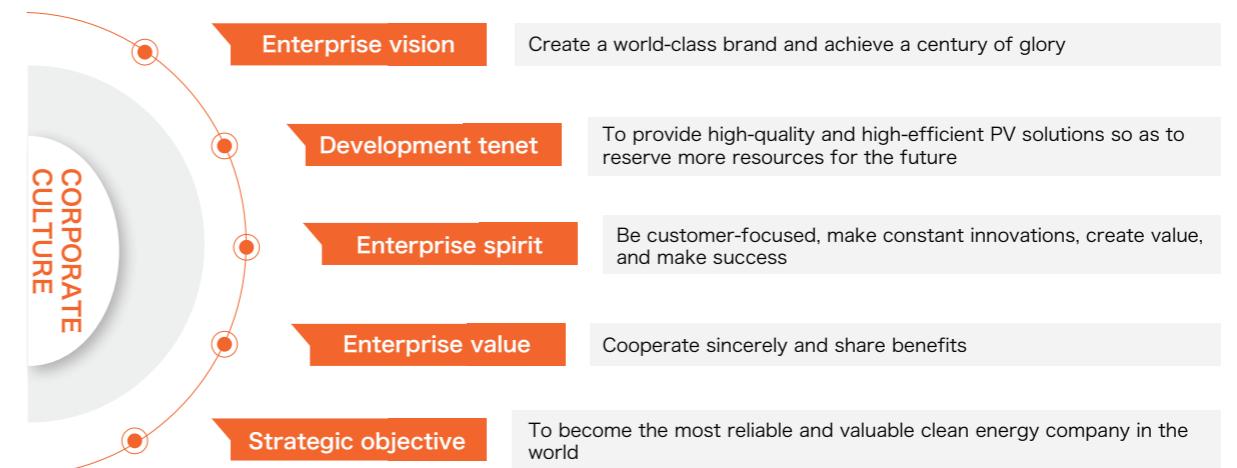 CORPORATE
CULTURE
Enterprise vision
Create a world-class brand and achieve a century of glory
Development tenet
To provide high-quality and high-efficient PV solutions so as to
reserve more resources for the future
Enterprise spirit
Be customer-focused, make constant innovations, create value,
and make success
Enterprise value
Cooperate sincerely and share benefits
Strategic objective
To become the most reliable and valuable clean energy company in the
world